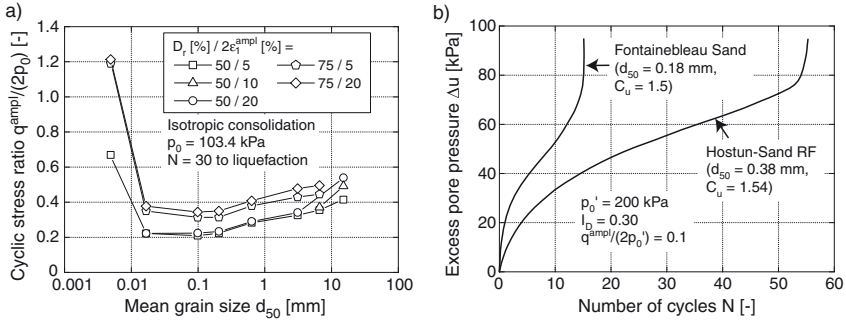 a)
Cyclic stress ratio q^ampl/(2p₀) [-]
1.4
1.2
1.0
0.8
0.6
0.4
0.2
0
D_r [%] / 2ε₁^ampl [%] =
50 / 5
75 / 5
50 / 10
75 / 20
50 / 20
Isotropic consolidation
p₀ = 103.4 kPa
N = 30 to liquefaction
0.001
0.01
0.1
1
10
100
Mean grain size d₅₀ [mm]
b)
Excess pore pressure Δu [kPa]
100
80
60
40
20
0
Fontainebleau Sand
(d₅₀ = 0.18 mm,
C_u = 1.5)
Hostun-Sand RF
(d₅₀ = 0.38 mm,
C_u = 1.54)
p₀' = 200 kPa
I_D = 0.30
q^ampl/(2p₀') = 0.1
0
10
20
30
40
50
60
Number of cycles N [-]